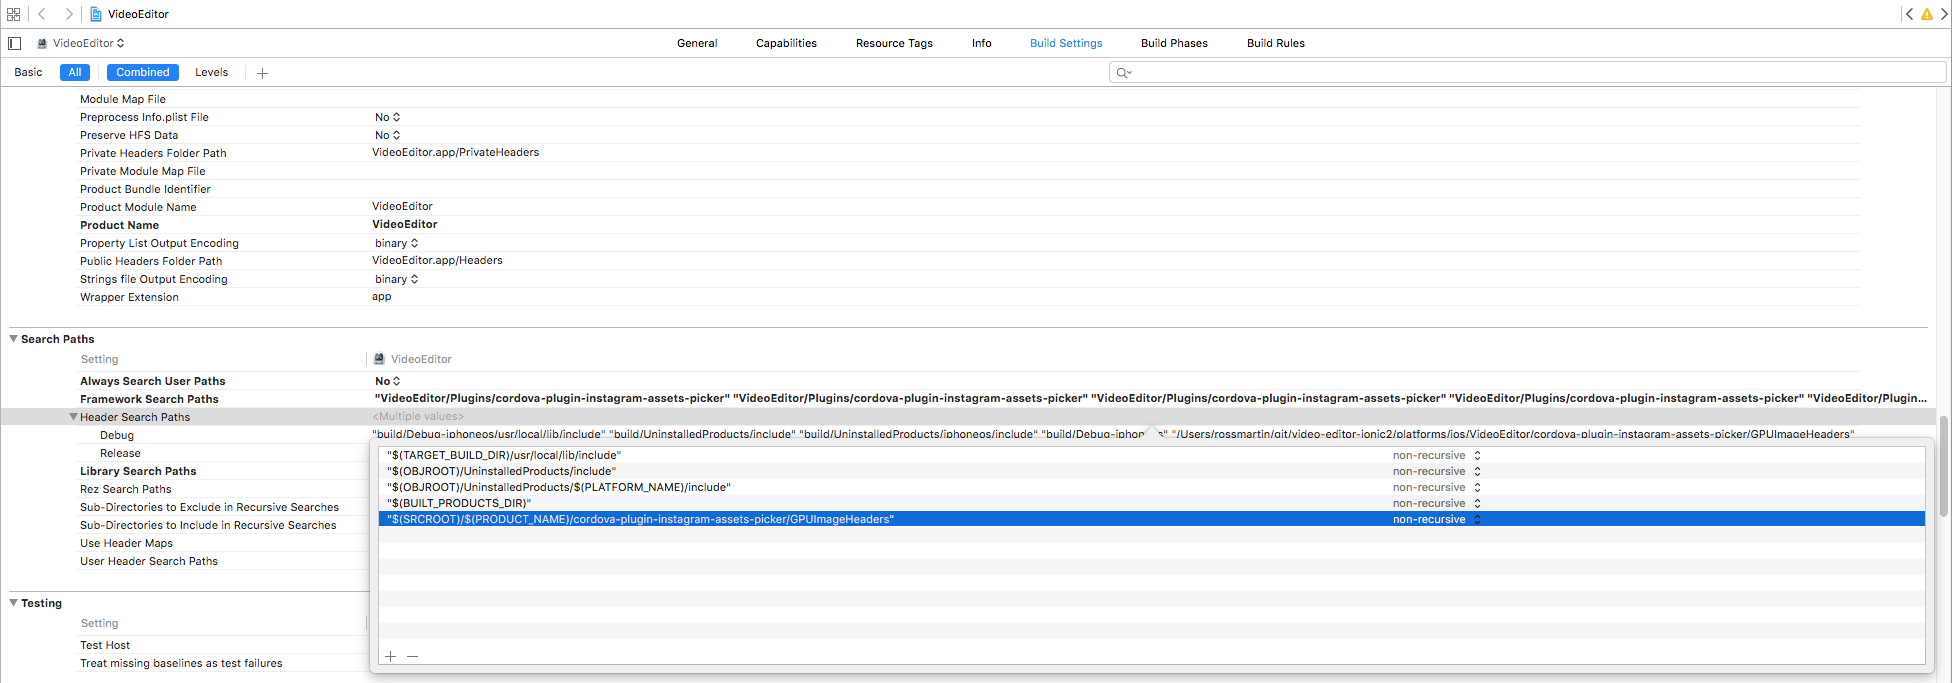 VideoEditor
VideoEditor General Capabilities Resource Tags Info Build Settings Build Phases Build Rules
Basic All Combined Levels
Module Map File
Preprocess Info.plist File No
Preserve HFS Data No
Private Headers Folder Path VideoEditor.app/PrivateHeaders
Private Module Map File
Product Bundle Identifier
Product Module Name VideoEditor
Product Name VideoEditor
Property List Output Encoding binary
Public Headers Folder Path VideoEditor.app/Headers
Strings file Output Encoding binary
Wrapper Extension app
Search Paths
Setting VideoEditor
Always Search User Paths No
Framework Search Paths "VideoEditor/Plugins/cordova-plugin-instagram-assets-picker" "VideoEditor/Plugins/cordova-plugin-instagram-assets-picker" "VideoEditor/Plugins/cordova-plugin-instagram-assets-picker" "VideoEditor/Plugins/cordova-plugin-instagram-assets-picker" "VideoEditor/Plugin...
Header Search Paths <Multiple values>
Debug "build/Debug-iphoneos/usr/local/lib/include" "build/UninstalledProducts/include" "build/UninstalledProducts/iphoneos/include" "build/Debug-iphoneos" "/Users/rossmartin/git/video-editor-ionic2/platforms/ios/VideoEditor/cordova-plugin-instagram-assets-picker/GPUImageHeaders"
Release "$(TARGET_BUILD_DIR)/usr/local/lib/include" non-recursive
Library Search Paths "$(OBJROOT)/UninstalledProducts/include" non-recursive
Rez Search Paths "$(OBJROOT)/UninstalledProducts/$(PLATFORM_NAME)/include" non-recursive
Sub-Directories to Exclude in Recursive Searches "$(BUILT_PRODUCTS_DIR)" non-recursive
Sub-Directories to Include in Recursive Searches "$(SRCROOT)/$(PRODUCT_NAME)/cordova-plugin-instagram-assets-picker/GPUImageHeaders" non-recursive
Use Header Maps
User Header Search Paths
Testing
Setting
Test Host
Treat missing baselines as test failures